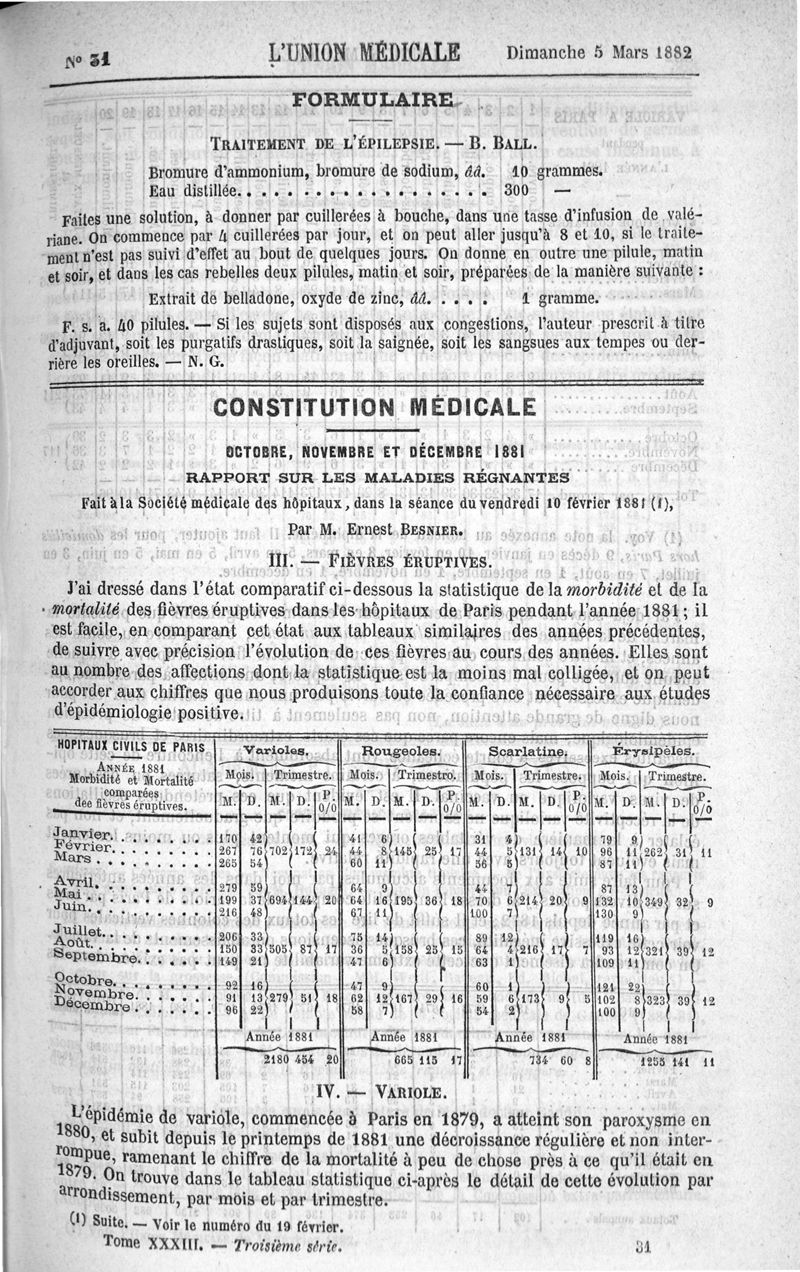 N° 31 L'UNION MÉDICALE Dimanche 5 Mars 1882
FORMULAIRE
TRAITEMENT DE L'ÉPILEPSIE. — B. BALL.
Bromure d'ammonium, bromure de sodium, áá. 10 grammes.
Eau distillée. . . . . . . . . . . . . . . . . . 300 —
Faites une solution, à donner par cuillerées à bouche, dans une tasse d'infusion de valé-
riane. On commence par 4 cuillerées par jour, et on peut aller jusqu'à 8 et 10, si le traite-
ment n'est pas suivi d'effet au bout de quelques jours. On donne en outre une pilule, matin
et soir, et dans les cas rebelles deux pilules, matin et soir, préparées de la manière suivante :
Extrait de belladone, oxyde de zinc, áá. . . . . 1 gramme.
F. s. a. 40 pilules. — Si les sujets sont disposés aux congestions, l'auteur prescrit à titre
d'adjuvant, soit les purgatifs drastiques, soit la saignée, soit les sangsues aux tempes ou der-
rière les oreilles. — N. G.
CONSTITUTION MÉDICALE
OCTOBRE, NOVEMBRE ET DÉCEMBRE 1881
RAPPORT SUR LES MALADIES RÉGNANTES
Fait à la Société médicale des hôpitaux, dans la séance du vendredi 10 février 1881 (1),
Par M. Ernest BESNIER.
III. — FIÈVRES ÉRUPTIVES.
J'ai dressé dans l'état comparatif ci-dessous la statistique de la morbidité et de la
mortalité des fièvres éruptives dans les hôpitaux de Paris pendant l'année 1881 ; il
est facile, en comparant cet état aux tableaux similaires des années précédentes,
de suivre avec précision l'évolution de ces fièvres au cours des années. Elles sont
au nombre des affections dont la statistique est la moins mal colligée, et on peut
accorder aux chiffres que nous produisons toute la confiance nécessaire aux études
d'épidémiologie positive.
HOPITAUX CIVILS DE PARIS Varioles. Rougeoles. Scarlatine. Érysipèles.
ANNÉE 1881
Morbidité et Mortalité
comparées
des fièvres éruptives.
Mois. Trimestre. Mois. Trimestre. Mois. Trimestre. Mois. Trimestre.
M. D. M. D. P. 0/0 M. D. M. D. P. 0/0 M. D. M. D. P. 0/0 M. D. M. D. P. 0/0
Janvier. . . . . . . . . 170 42 41 6 31 4 79 9
Février. . . . . . . . . 267 76 702 172 24 44 8 145 25 17 44 5 131 14 10 96 11 262 31 11
Mars . . . . . . . . . . 265 54 60 11 56 5 87 11
Avril. . . . . . . . . . 279 59 64 9 44 7 87 13
Mai . . . . . . . . . . 199 37 694 144 20 64 16 195 36 18 70 6 214 20 9 132 10 349 32 9
Juin. . . . . . . . . . 216 48 67 11 100 7 130 9
Juillet. . . . . . . . . 206 33 75 14 89 12 119 16
Août. . . . . . . . . . 150 33 505 87 17 36 5 158 25 15 64 4 216 17 7 93 12 321 39 12
Septembre. . . . . . . 149 21 47 6 63 1 109 11
Octobre. . . . . . . . 92 16 47 9 60 1 121 22
Novembre. . . . . . . 91 13 279 51 18 62 12 167 29 16 59 6 173 9 5 102 8 323 39 12
Décembre . . . . . . . 96 22 58 7 54 2 100 9
Année 1881 Année 1881 Année 1881 Année 1881
2180 454 20 665 115 17 734 60 8 1255 141 11
IV. — VARIOLE.
L'épidémie de variole, commencée à Paris en 1879, a atteint son paroxysme en
1880, et subit depuis le printemps de 1881 une décroissance régulière et non inter-
rompue, ramenant le chiffre de la mortalité à peu de chose près à ce qu'il était en
1879. On trouve dans le tableau statistique ci-après le détail de cette évolution par
arrondissement, par mois et par trimestre.
(1) Suite. — Voir le numéro du 19 février.
Tome XXXIII. — Troisième série. 31